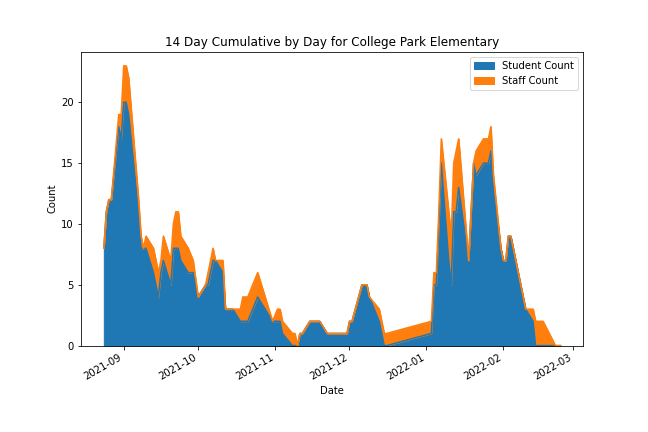 14 Day Cumulative by Day for College Park Elementary
Student Count
Staff Count
20
15
10
5
0
Count
2021-09
2021-10
2021-11
2021-12
2022-01
2022-02
2022-03
Date